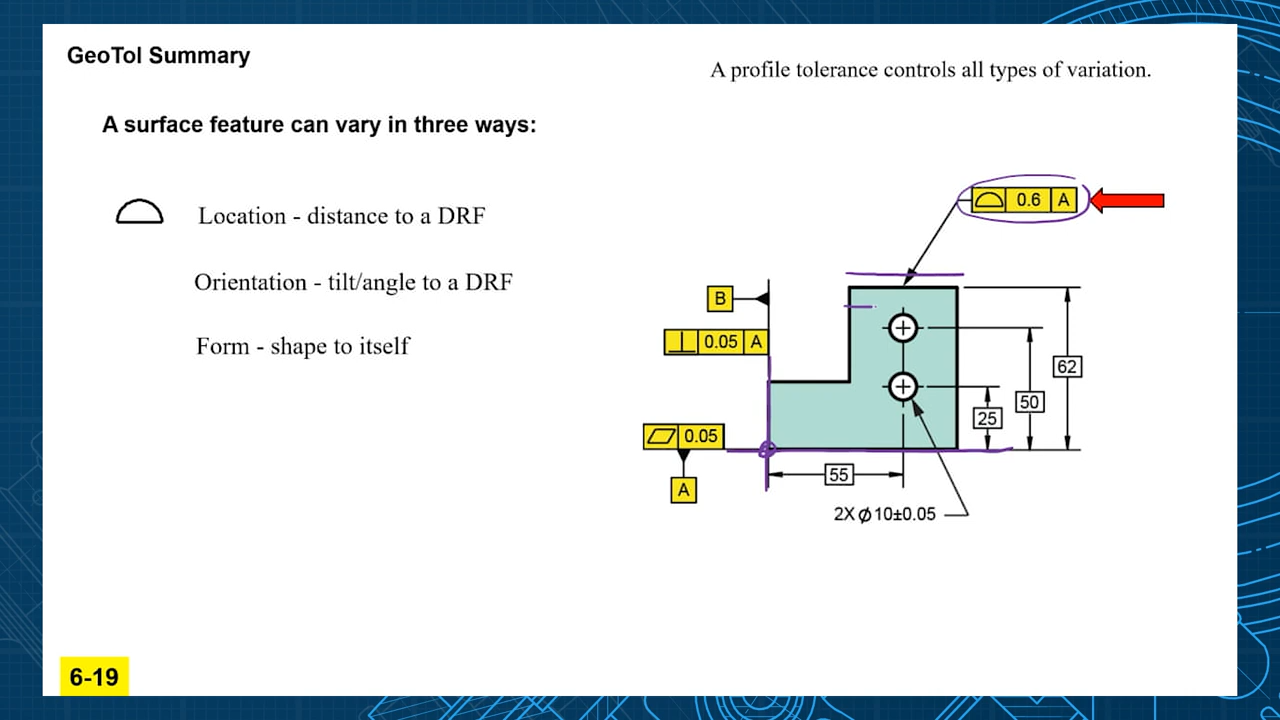 GeoTol Summary
A profile tolerance controls all types of variation.
A surface feature can vary in three ways:
Location - distance to a DRF
Orientation - tilt/angle to a DRF
Form - shape to itself
0.6 A
B
0.05 A
0.05
A
62
50
25
55
2X ⌀10±0.05
6-19